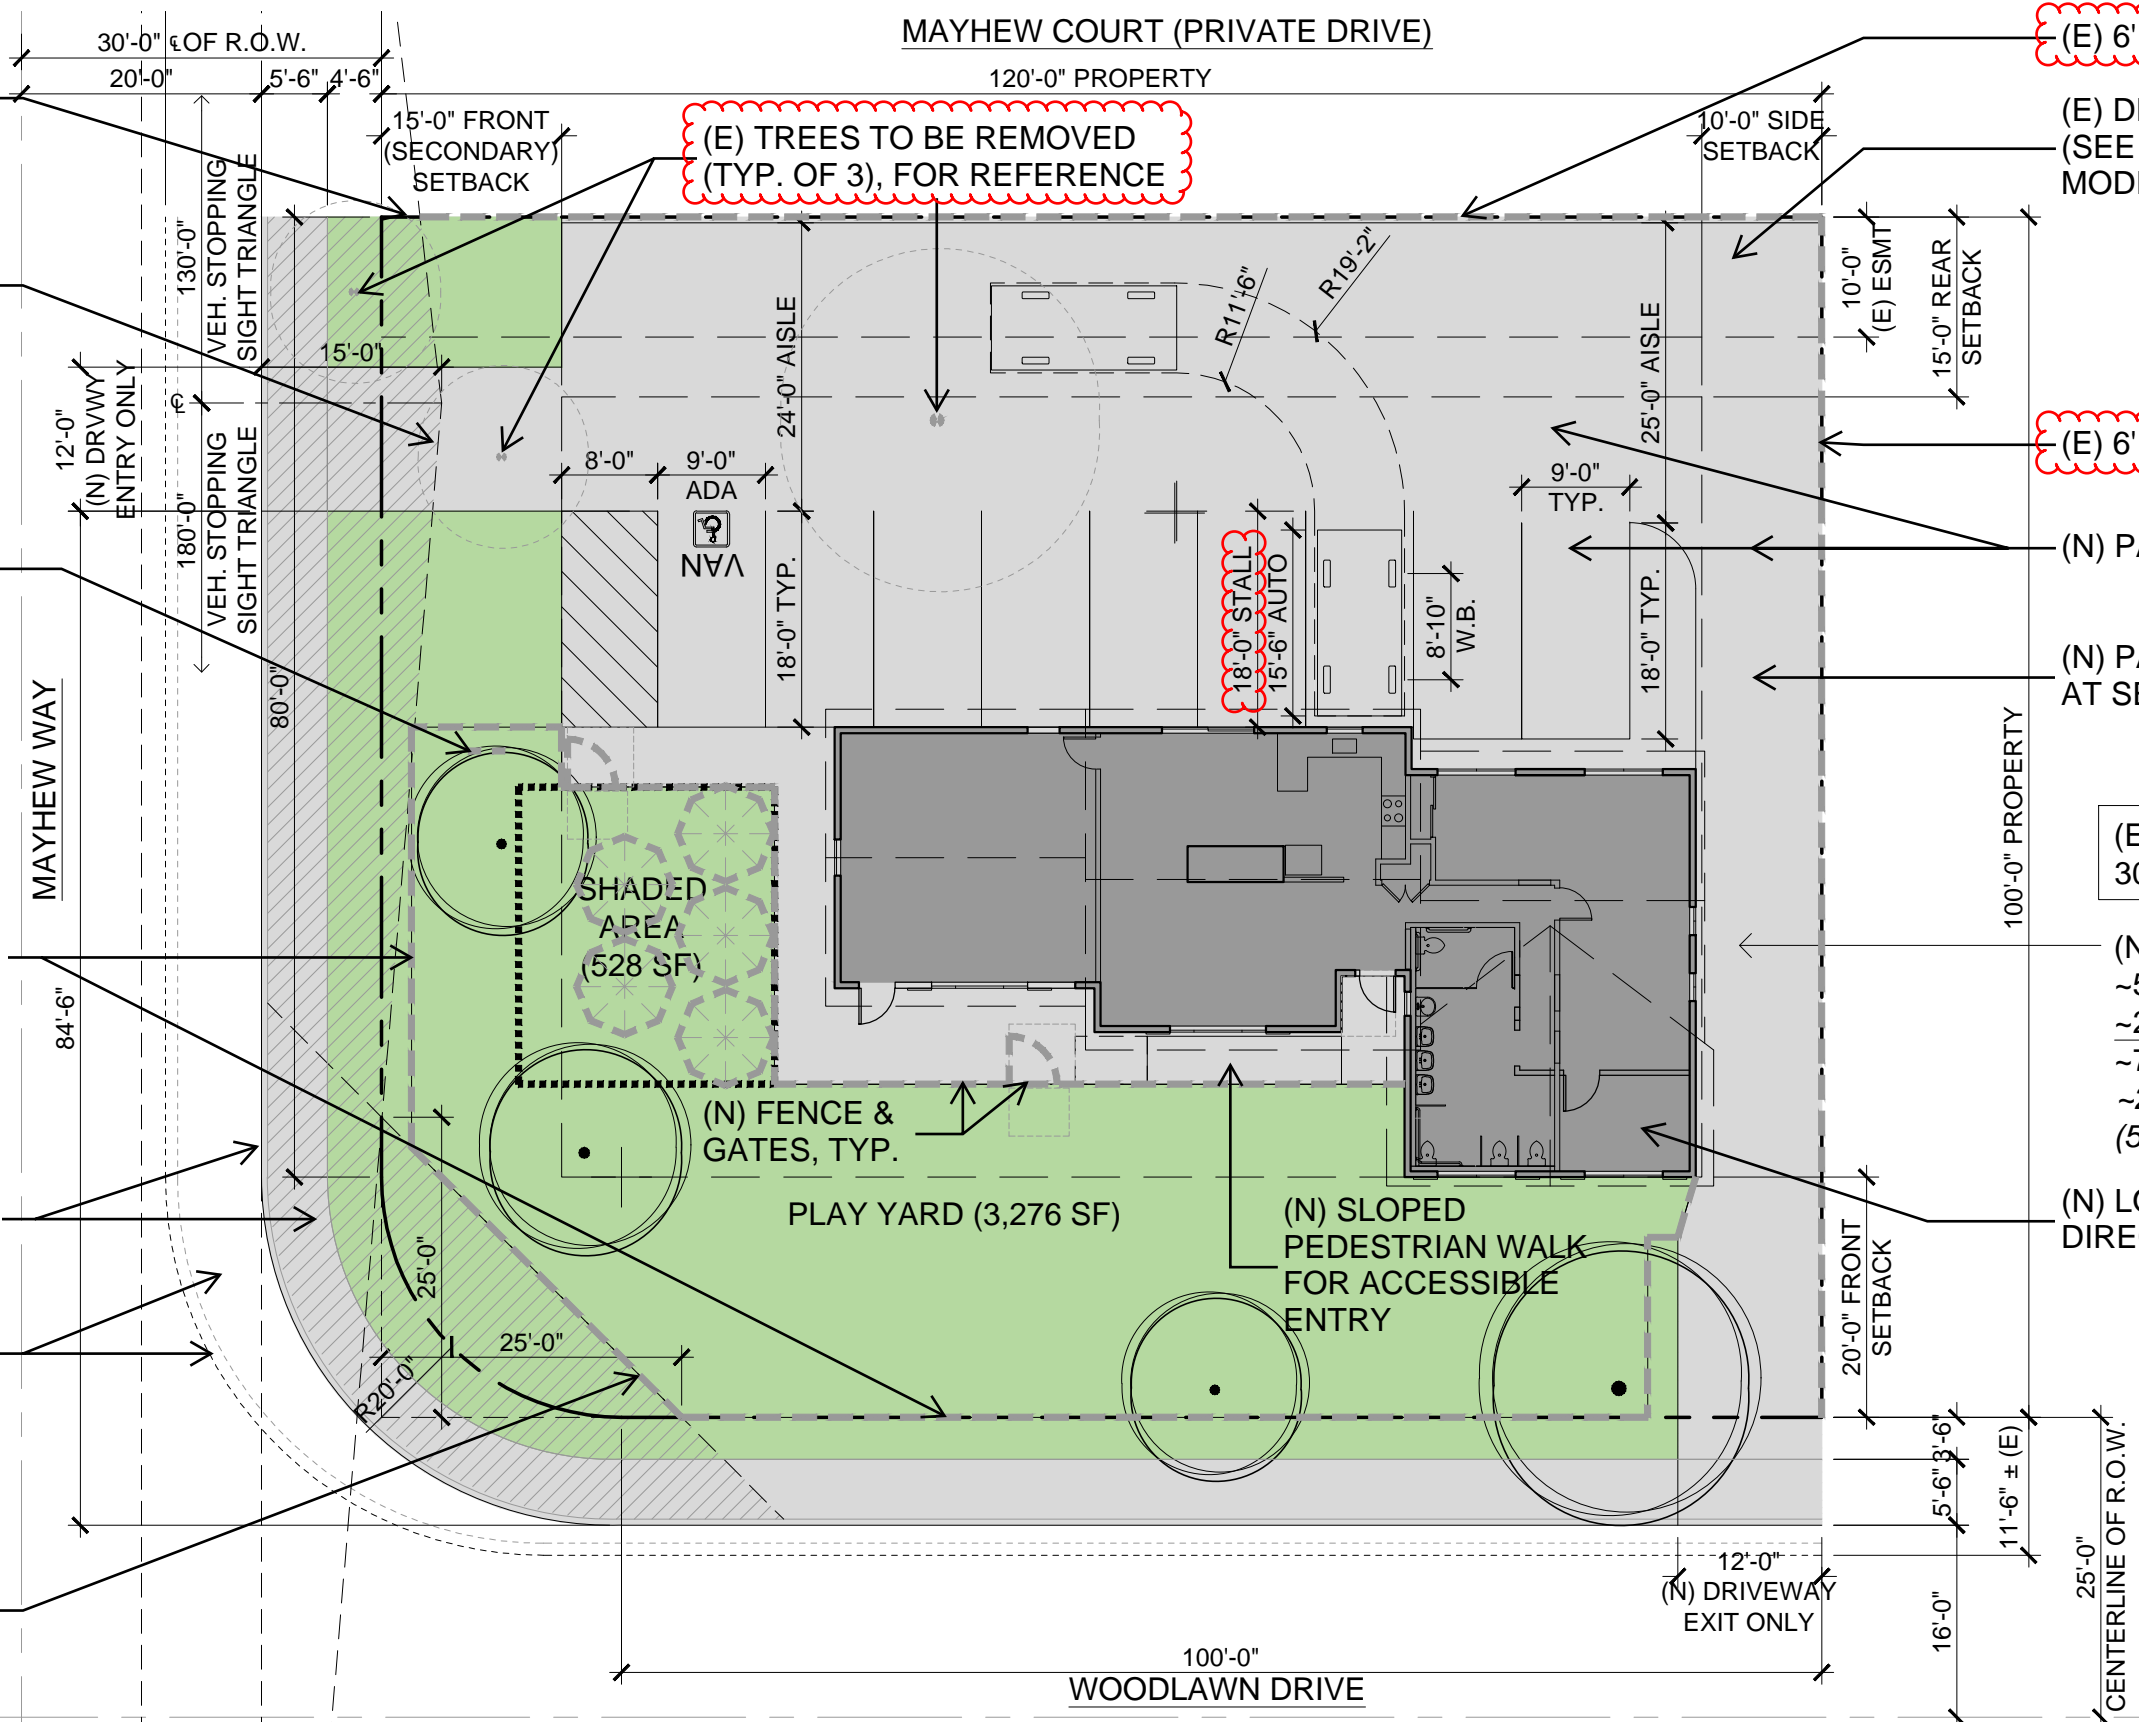 MAYHEW COURT (PRIVATE DRIVE)
30'-0" ℄ OF R.O.W.
20'-0"
5'-6"
4'-6"
120'-0" PROPERTY
(E) 6'
15'-0" FRONT
(SECONDARY)
SETBACK
(E) TREES TO BE REMOVED
(TYP. OF 3), FOR REFERENCE
10'-0" SIDE
SETBACK
(SEE
130'-0"
VEH. STOPPING
SIGHT TRIANGLE
15'-0"
24'-0" AISLE
R11'-6"
R19'-2"
25'-0" AISLE
10'-0"
(E) ESMT
15'-0" REAR
SETBACK
12'-0"
(N) DRVWY
ENTRY ONLY
℄
180'-0"
VEH. STOPPING
SIGHT TRIANGLE
8'-0"
9'-0"
ADA
VAN
18'-0" TYP.
18'-0" STALL
15'-6" AUTO
8'-10"
W.B.
9'-0"
TYP.
18'-0" TYP.
(E) 6'
(N)
(N)
AT
MAYHEW WAY
80'-0"
84'-6"
100'-0" PROPERTY
SHADED
AREA
(528 SF)
(N) FENCE &
GATES, TYP.
PLAY YARD (3,276 SF)
(N) SLOPED
PEDESTRIAN WALK
FOR ACCESSIBLE
ENTRY
(N)
20'-0" FRONT
SETBACK
25'-0"
25'-0"
R20'-0"
3'-6"
5'-6"
11'-6" ± (E)
16'-0"
25'-0"
CENTERLINE OF R.O.W.
12'-0"
(N) DRIVEWAY
EXIT ONLY
100'-0"
WOODLAWN DRIVE